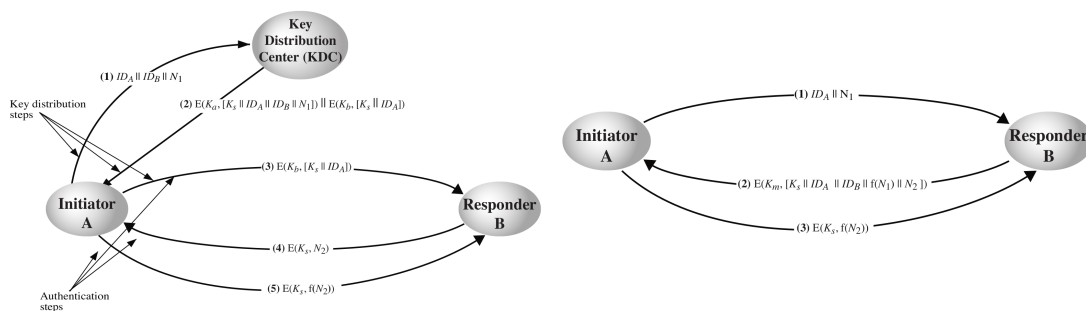 Key
Distribution
Center (KDC)
(1) ID_A || ID_B || N_1
Key distribution
steps
(2) E(K_a, [K_s || ID_A || ID_B || N_1]) || E(K_b, [K_s || ID_A])
(3) E(K_b, [K_s || ID_A])
Initiator
A
Responder
B
(4) E(K_s, N_2)
(5) E(K_s, f(N_2))
Authentication
steps
(1) ID_A || N_1
Initiator
A
Responder
B
(2) E(K_m, [K_s || ID_A || ID_B || f(N_1) || N_2 ])
(3) E(K_s, f(N_2))